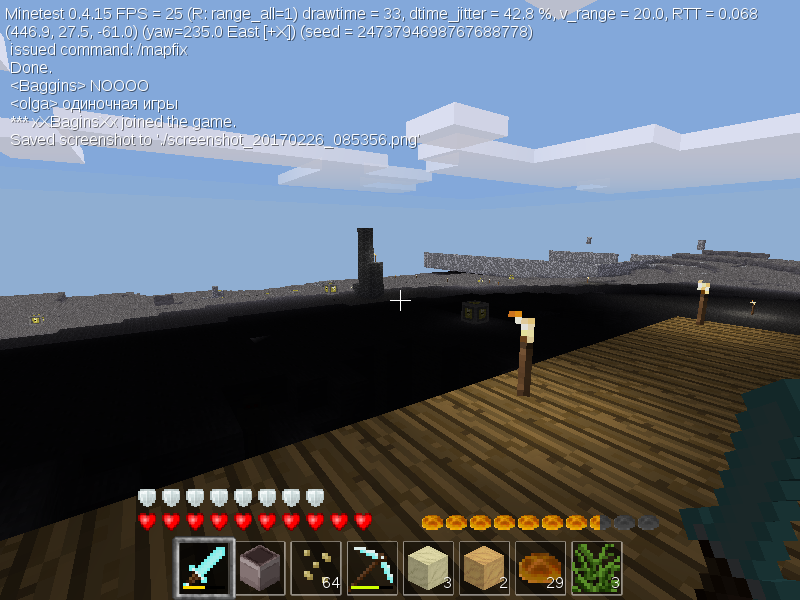 Minetest 0.4.15 FPS = 25 (R: range_all=1) drawtime = 33, dtime_jitter = 42.8 %, v_range = 20.0, RTT = 0.068
(446.9, 27.5, -61.0) (yaw=235.0 East [+X]) (seed = 2473794698767688778)
issued command: /mapfix
Done.
<Baggins> NOOOO
<olga> одиночная игры
*** xXBaginsXx joined the game.
Saved screenshot to './screenshot_20170226_085356.png'
64
3
2
29
3